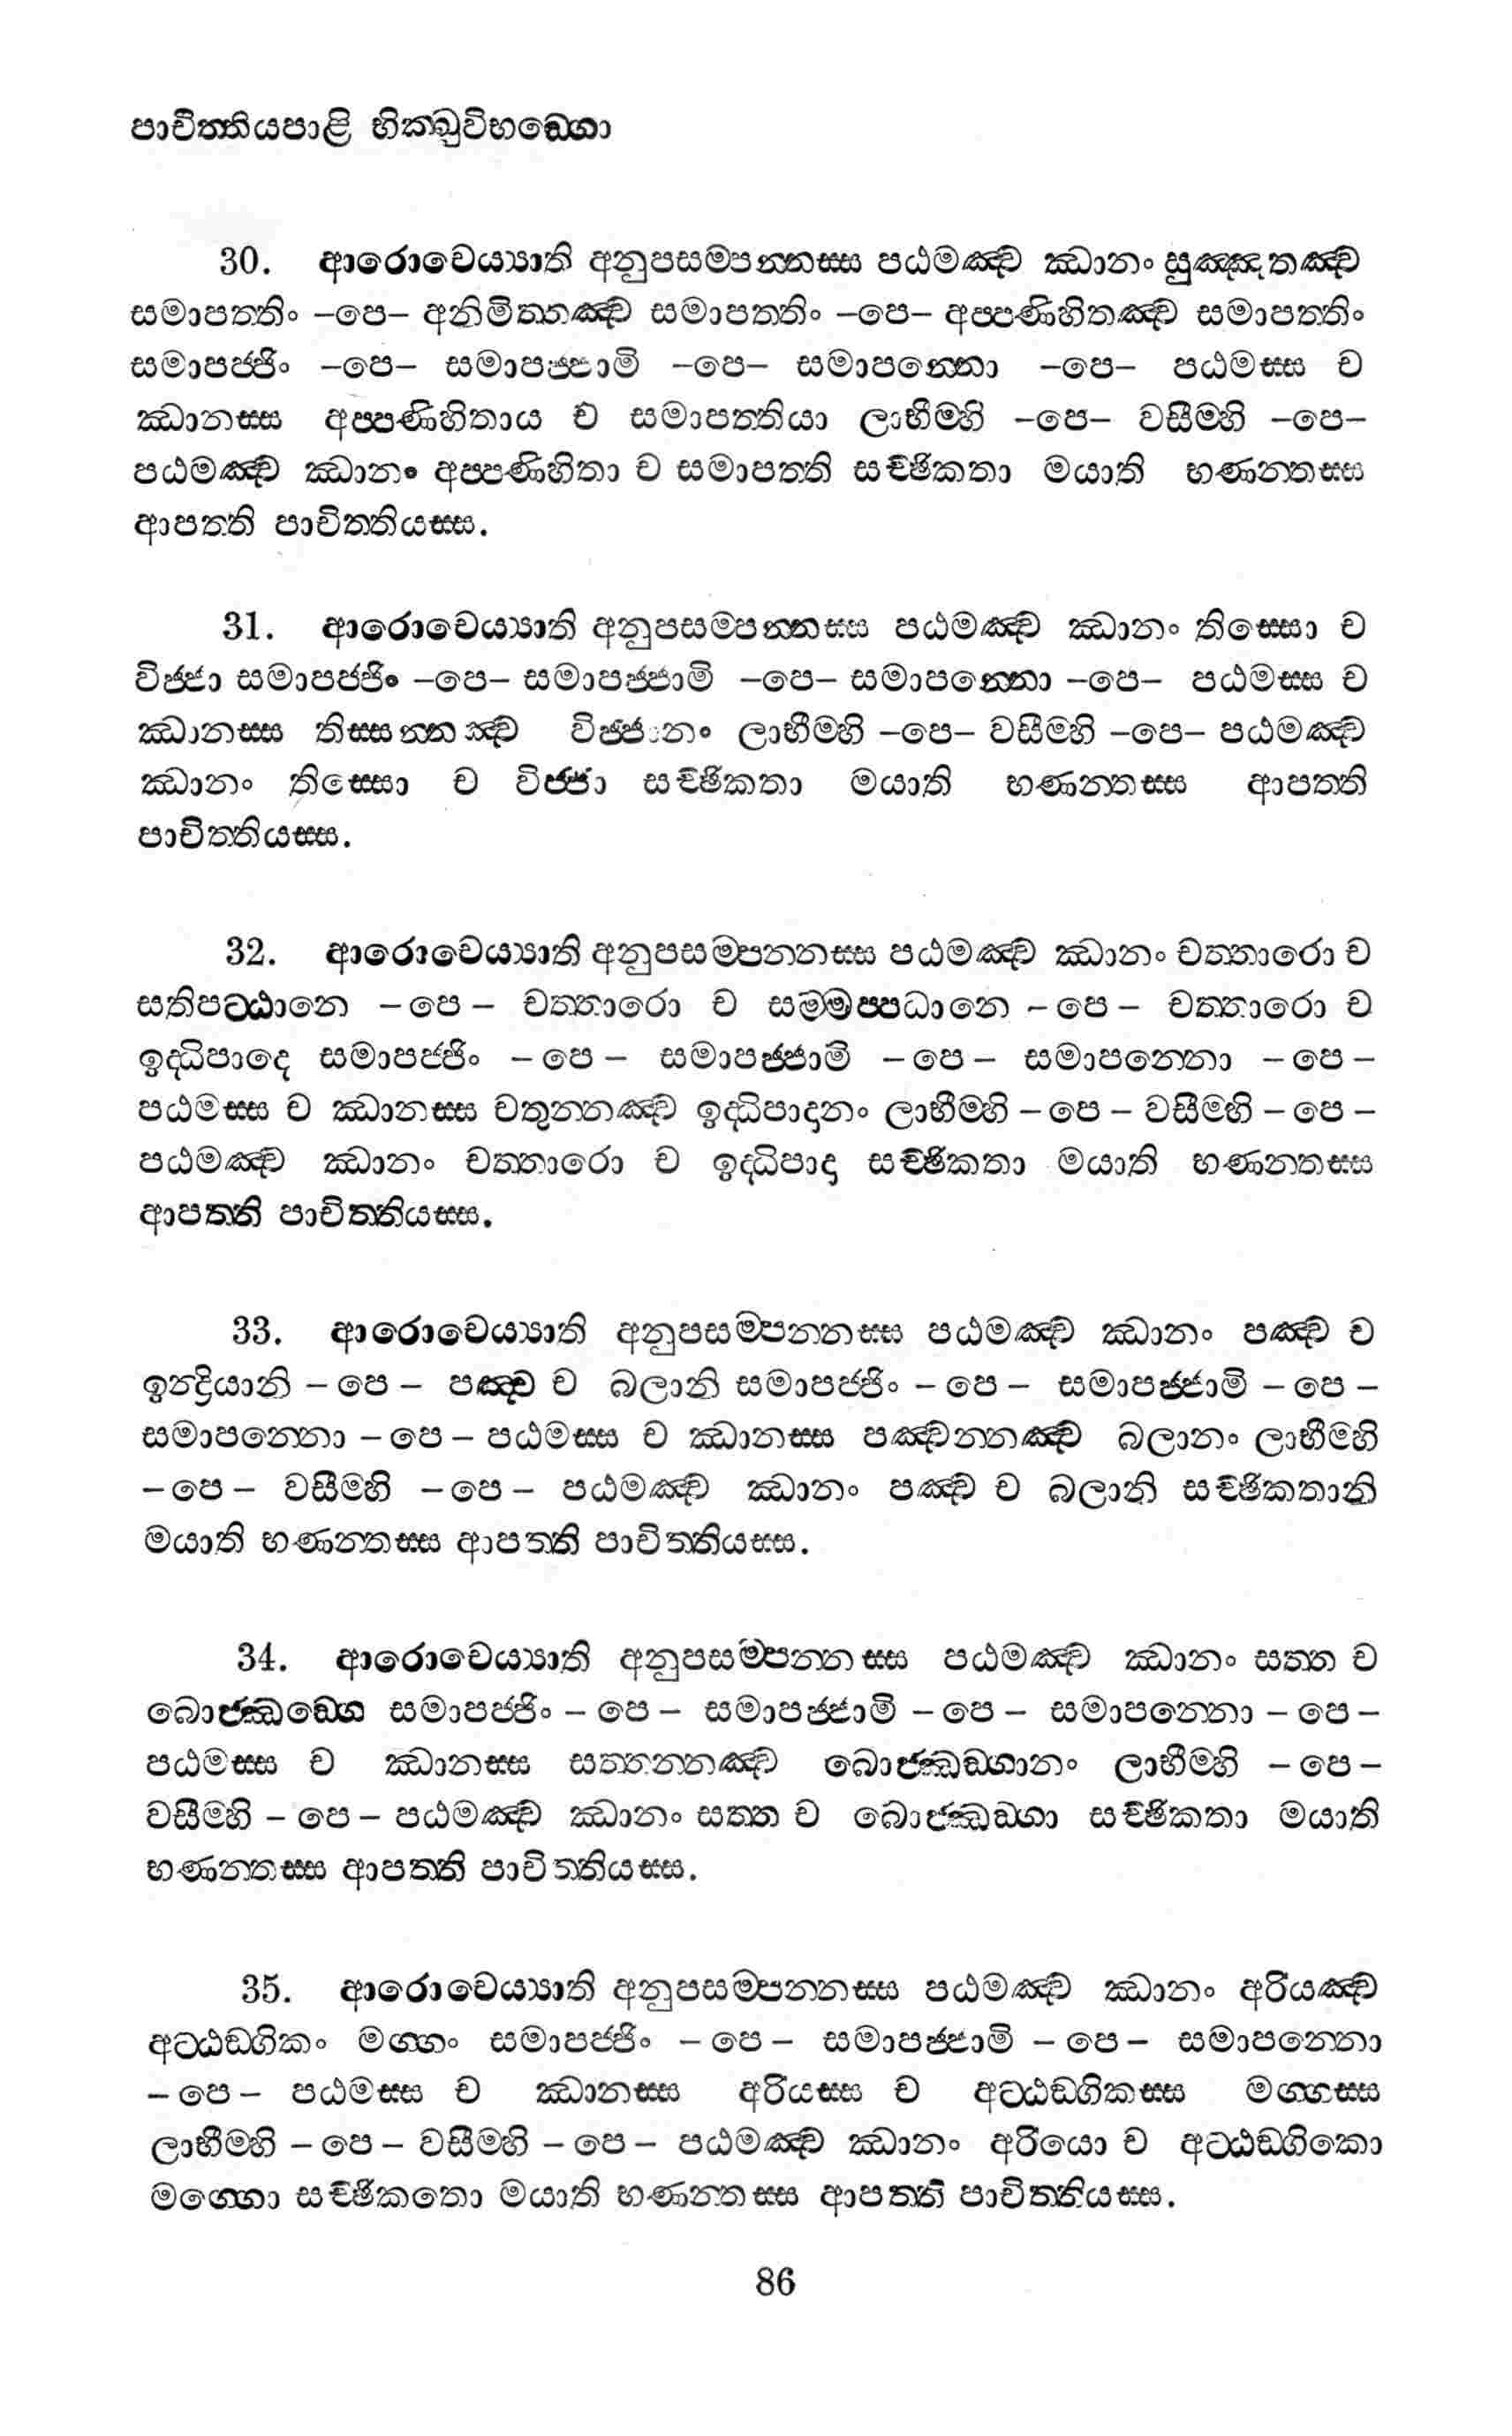 පාචිත්තියපාළි භික්ඛුවිභඞ්ගො
30. ආරොචෙය්‍යාති අනුපසම්පන්නස්ස පඨමඤ්ච ඣානං සුඤ්ඤතඤ්ච
සමාපත්තිං –පෙ– අනිමිත්තඤ්ච සමාපත්තිං –පෙ– අප්පණිහිතඤ්ච සමාපත්තිං
සමාපජ්ජිං –පෙ– සමාපජ්ජාමි –පෙ– සමාපන්නො –පෙ– පඨමස්ස ච
ඣානස්ස අප්පණිහිතාය ච සමාපත්තියා ලාභීම්හි –පෙ– වසීම්හි –පෙ–
පඨමඤ්ච ඣානං අප්පණිහිතා ච සමාපත්ති සච්ඡිකතා මයාති භණන්තස්ස
ආපත්ති පාචිත්තියස්ස.
31. ආරොචෙය්‍යාති අනුපසම්පන්නස්ස පඨමඤ්ච ඣානං තිස්සො ච
විජ්ජා සමාපජ්ජිං –පෙ– සමාපජ්ජාමි –පෙ– සමාපන්නො –පෙ– පඨමස්ස ච
ඣානස්ස තිස්සන්නඤ්ච විජ්ජානං ලාභීම්හි –පෙ– වසීම්හි –පෙ– පඨමඤ්ච
ඣානං තිස්සො ච විජ්ජා සච්ඡිකතා මයාති භණන්තස්ස ආපත්ති
පාචිත්තියස්ස.
32. ආරොචෙය්‍යාති අනුපසම්පන්නස්ස පඨමඤ්ච ඣානං චත්තාරො ච
සතිපට්ඨානෙ –පෙ– චත්තාරො ච සම්මප්පධානෙ –පෙ– චත්තාරො ච
ඉද්ධිපාදෙ සමාපජ්ජිං –පෙ– සමාපජ්ජාමි –පෙ– සමාපන්නො –පෙ–
පඨමස්ස ච ඣානස්ස චතුන්නඤ්ච ඉද්ධිපාදානං ලාභීම්හි –පෙ– වසීම්හි –පෙ–
පඨමඤ්ච ඣානං චත්තාරො ච ඉද්ධිපාදා සච්ඡිකතා මයාති භණන්තස්ස
ආපත්ති පාචිත්තියස්ස.
33. ආරොචෙය්‍යාති අනුපසම්පන්නස්ස පඨමඤ්ච ඣානං පඤ්ච ච
ඉන්ද්‍රියානි –පෙ– පඤ්ච ච බලානි සමාපජ්ජිං –පෙ– සමාපජ්ජාමි –පෙ–
සමාපන්නො –පෙ– පඨමස්ස ච ඣානස්ස පඤ්චන්නඤ්ච බලානං ලාභීම්හි
–පෙ– වසීම්හි –පෙ– පඨමඤ්ච ඣානං පඤ්ච ච බලානි සච්ඡිකතානි
මයාති භණන්තස්ස ආපත්ති පාචිත්තියස්ස.
34. ආරොචෙය්‍යාති අනුපසම්පන්නස්ස පඨමඤ්ච ඣානං සත්ත ච
බොජ්ඣඞ්ගෙ සමාපජ්ජිං –පෙ– සමාපජ්ජාමි –පෙ– සමාපන්නො –පෙ–
පඨමස්ස ච ඣානස්ස සත්තන්නඤ්ච බොජ්ඣඞ්ගානං ලාභීම්හි –පෙ–
වසීම්හි –පෙ– පඨමඤ්ච ඣානං සත්ත ච බොජ්ඣඞ්ගා සච්ඡිකතා මයාති
භණන්තස්ස ආපත්ති පාචිත්තියස්ස.
35. ආරොචෙය්‍යාති අනුපසම්පන්නස්ස පඨමඤ්ච ඣානං අරියඤ්ච
අට්ඨඞ්ගිකං මග්ගං සමාපජ්ජිං –පෙ– සමාපජ්ජාමි –පෙ– සමාපන්නො
–පෙ– පඨමස්ස ච ඣානස්ස අරියස්ස ච අට්ඨඞ්ගිකස්ස මග්ගස්ස
ලාභීම්හි –පෙ– වසීම්හි –පෙ– පඨමඤ්ච ඣානං අරියො ච අට්ඨඞ්ගිකො
මග්ගො සච්ඡිකතො මයාති භණන්තස්ස ආපත්ති පාචිත්තියස්ස.
86